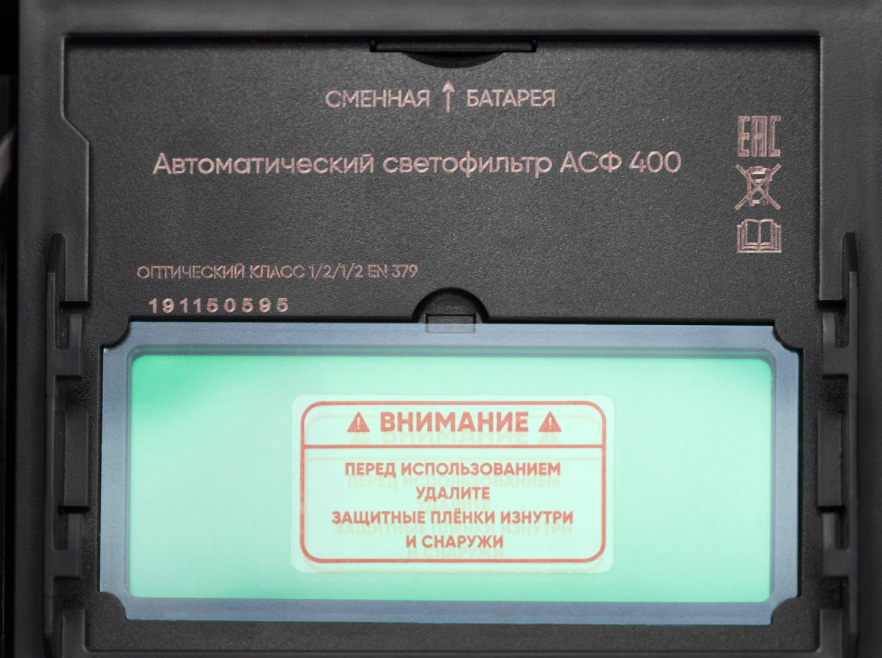 СМЕННАЯ ↑ БАТАРЕЯ
Автоматический светофильтр АСФ 400
EAC
ОПТИЧЕСКИЙ КЛАСС 1/2/1/2 EN 379
191150595
ВНИМАНИЕ
ПЕРЕД ИСПОЛЬЗОВАНИЕМ
УДАЛИТЕ
ЗАЩИТНЫЕ ПЛЁНКИ ИЗНУТРИ
И СНАРУЖИ